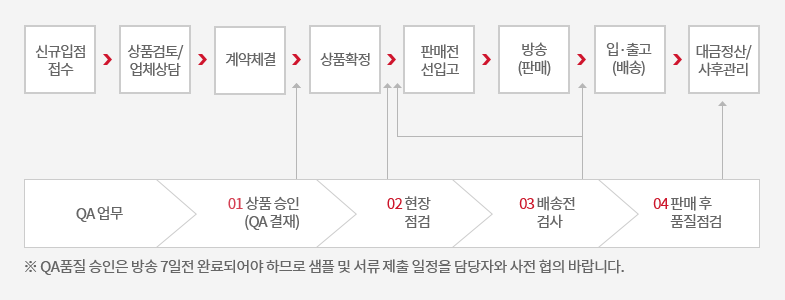 신규입점
접수
상품검토/
업체상담
계약체결
상품확정
판매전
선입고
방송
(판매)
입·출고
(배송)
대금정산/
사후관리
QA 업무
01 상품 승인
(QA 결재)
02 현장
점검
03 배송전
검사
04 판매 후
품질점검
※ QA품질 승인은 방송 7일전 완료되어야 하므로 샘플 및 서류 제출 일정을 담당자와 사전 협의 바랍니다.